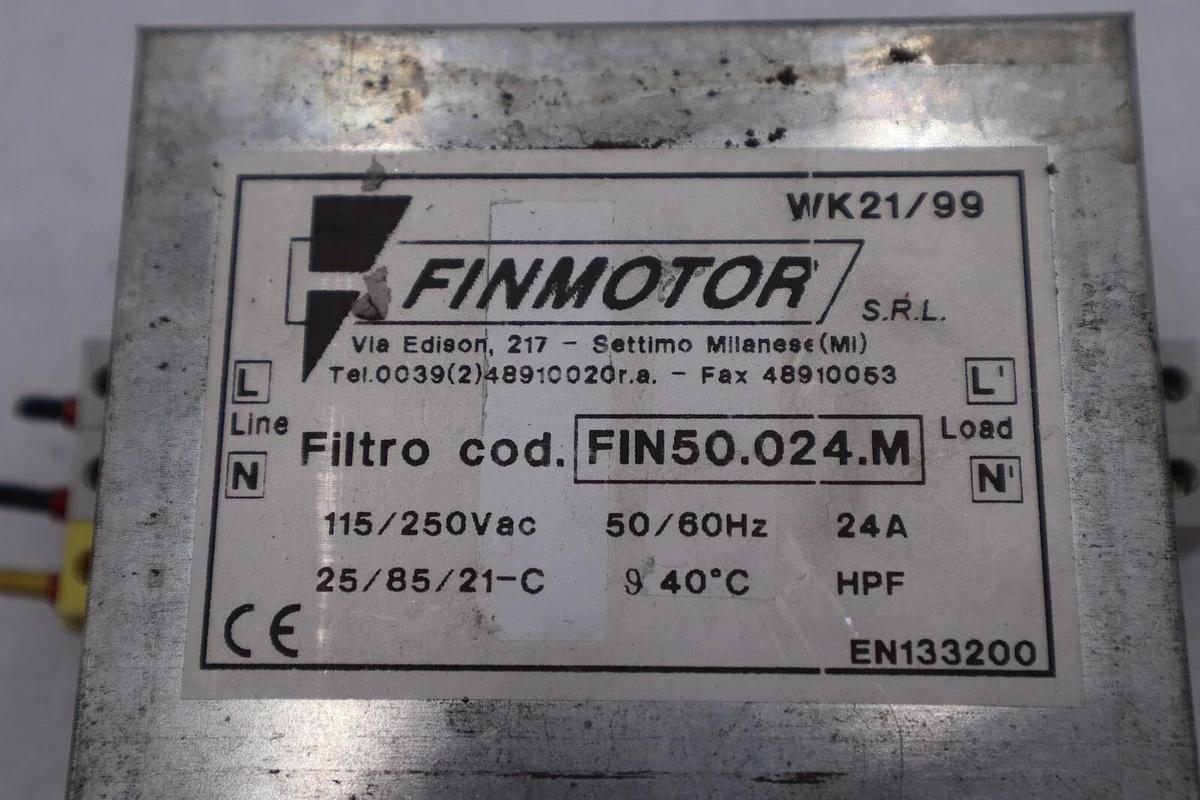 WK21/99
FINMOTOR S.R.L.
Via Edison, 217 - Settimo Milanese (MI)
Tel.0039(2)48910020r.a. - Fax 48910053
L
L'
Line
Filtro cod. FIN50.024.M
Load
N
N'
115/250Vac 50/60Hz 24A
25/85/21-C ϑ 40°C HPF
CE
EN133200